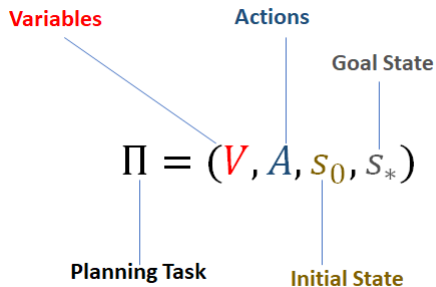 Variables
Actions
Goal State
Π = (V, A, s₀, s∗)
Planning Task
Initial State